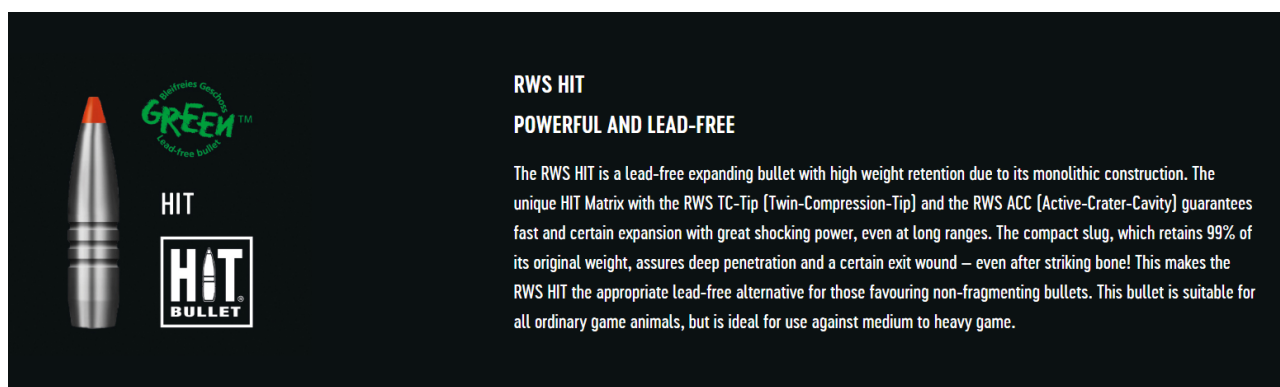 RWS HIT
POWERFUL AND LEAD-FREE
The RWS HIT is a lead-free expanding bullet with high weight retention due to its monolithic construction. The
unique HIT Matrix with the RWS TC-Tip (Twin-Compression-Tip) and the RWS ACC (Active-Crater-Cavity) guarantees
fast and certain expansion with great shocking power, even at long ranges. The compact slug, which retains 99% of
its original weight, assures deep penetration and a certain exit wound – even after striking bone! This makes the
RWS HIT the appropriate lead-free alternative for those favouring non-fragmenting bullets. This bullet is suitable for
all ordinary game animals, but is ideal for use against medium to heavy game.
Bleifreies Geschoss
GREEN™
Lead-free bullet
HIT
HIT®
BULLET